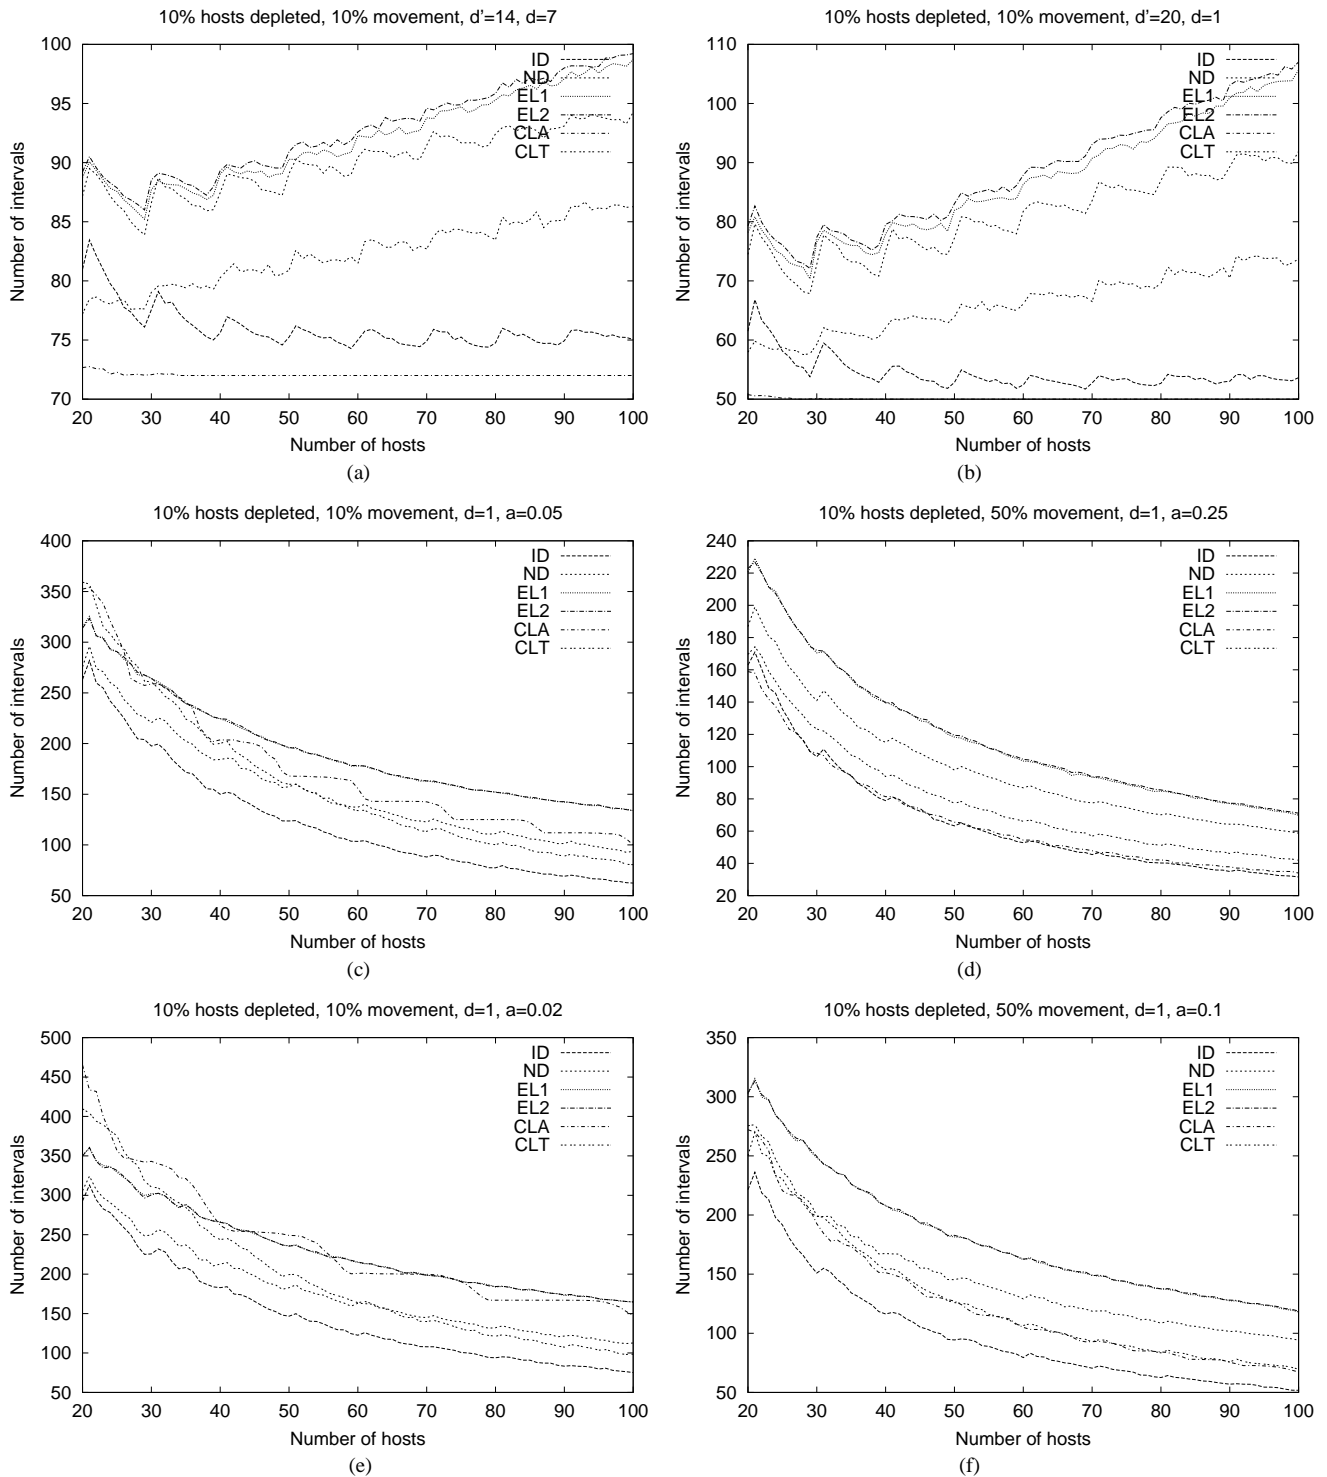 10% hosts depleted, 10% movement, d'=14, d=7
Number of intervals
100
95
90
85
80
75
70
ID
ND
EL1
EL2
CLA
CLT
20 30 40 50 60 70 80 90 100
Number of hosts
(a)
10% hosts depleted, 10% movement, d'=20, d=1
Number of intervals
110
100
90
80
70
60
50
ID
ND
EL1
EL2
CLA
CLT
20 30 40 50 60 70 80 90 100
Number of hosts
(b)
10% hosts depleted, 10% movement, d=1, a=0.05
Number of intervals
400
350
300
250
200
150
100
50
ID
ND
EL1
EL2
CLA
CLT
20 30 40 50 60 70 80 90 100
Number of hosts
(c)
10% hosts depleted, 50% movement, d=1, a=0.25
Number of intervals
240
220
200
180
160
140
120
100
80
60
40
20
ID
ND
EL1
EL2
CLA
CLT
20 30 40 50 60 70 80 90 100
Number of hosts
(d)
10% hosts depleted, 10% movement, d=1, a=0.02
Number of intervals
500
450
400
350
300
250
200
150
100
50
ID
ND
EL1
EL2
CLA
CLT
20 30 40 50 60 70 80 90 100
Number of hosts
(e)
10% hosts depleted, 50% movement, d=1, a=0.1
Number of intervals
350
300
250
200
150
100
50
ID
ND
EL1
EL2
CLA
CLT
20 30 40 50 60 70 80 90 100
Number of hosts
(f)